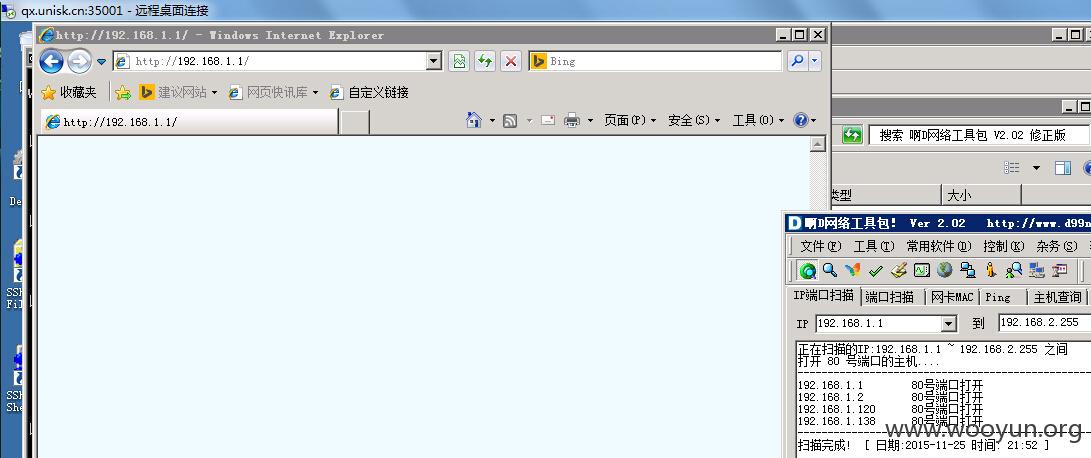 qx.unisk.cn:35001 - 远程桌面连接
http://192.168.1.1/ - Windows Internet Explorer
http://192.168.1.1/
Bing
收藏夹 建议网站 网页快讯库 自定义链接
http://192.168.1.1/
页面(P) 安全(S) 工具(O)
搜索 啊D网络工具包 V2.02 修正版
类型 大小
啊D网络工具包! Ver 2.02 http://www.d99n
文件(F) 工具(T) 常用软件(D) 控制(K) 杂务(S)
IP端口扫描 端口扫描 网卡MAC Ping 主机查询
IP 192.168.1.1 到 192.168.2.255
正在扫描的IP:192.168.1.1 ~ 192.168.2.255 之间
打开 80 号端口的主机....
192.168.1.1 80号端口打开
192.168.1.2 80号端口打开
192.168.1.120 80号端口打开
192.168.1.138 80号端口打开
扫描完成! [ 日期:2015-11-25 时间: 21:52 ]
www.wooyun.org
De
SSH
Fil
SSH
She